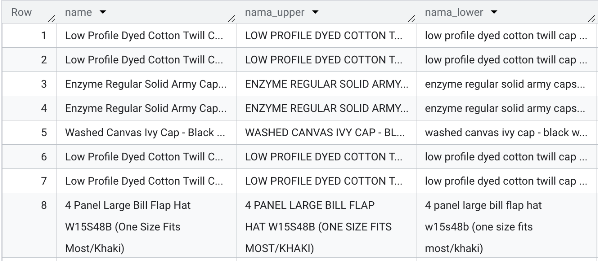 Row name nama_upper nama_lower
1 Low Profile Dyed Cotton Twill C... LOW PROFILE DYED COTTON T... low profile dyed cotton twill cap ...
2 Low Profile Dyed Cotton Twill C... LOW PROFILE DYED COTTON T... low profile dyed cotton twill cap ...
3 Enzyme Regular Solid Army Cap... ENZYME REGULAR SOLID ARMY... enzyme regular solid army caps...
4 Enzyme Regular Solid Army Cap... ENZYME REGULAR SOLID ARMY... enzyme regular solid army caps...
5 Washed Canvas Ivy Cap - Black ... WASHED CANVAS IVY CAP - BL... washed canvas ivy cap - black w...
6 Low Profile Dyed Cotton Twill C... LOW PROFILE DYED COTTON T... low profile dyed cotton twill cap ...
7 Low Profile Dyed Cotton Twill C... LOW PROFILE DYED COTTON T... low profile dyed cotton twill cap ...
8 4 Panel Large Bill Flap Hat 4 PANEL LARGE BILL FLAP 4 panel large bill flap hat
W15S48B (One Size Fits HAT W15S48B (ONE SIZE FITS w15s48b (one size fits
Most/Khaki) MOST/KHAKI) most/khaki)